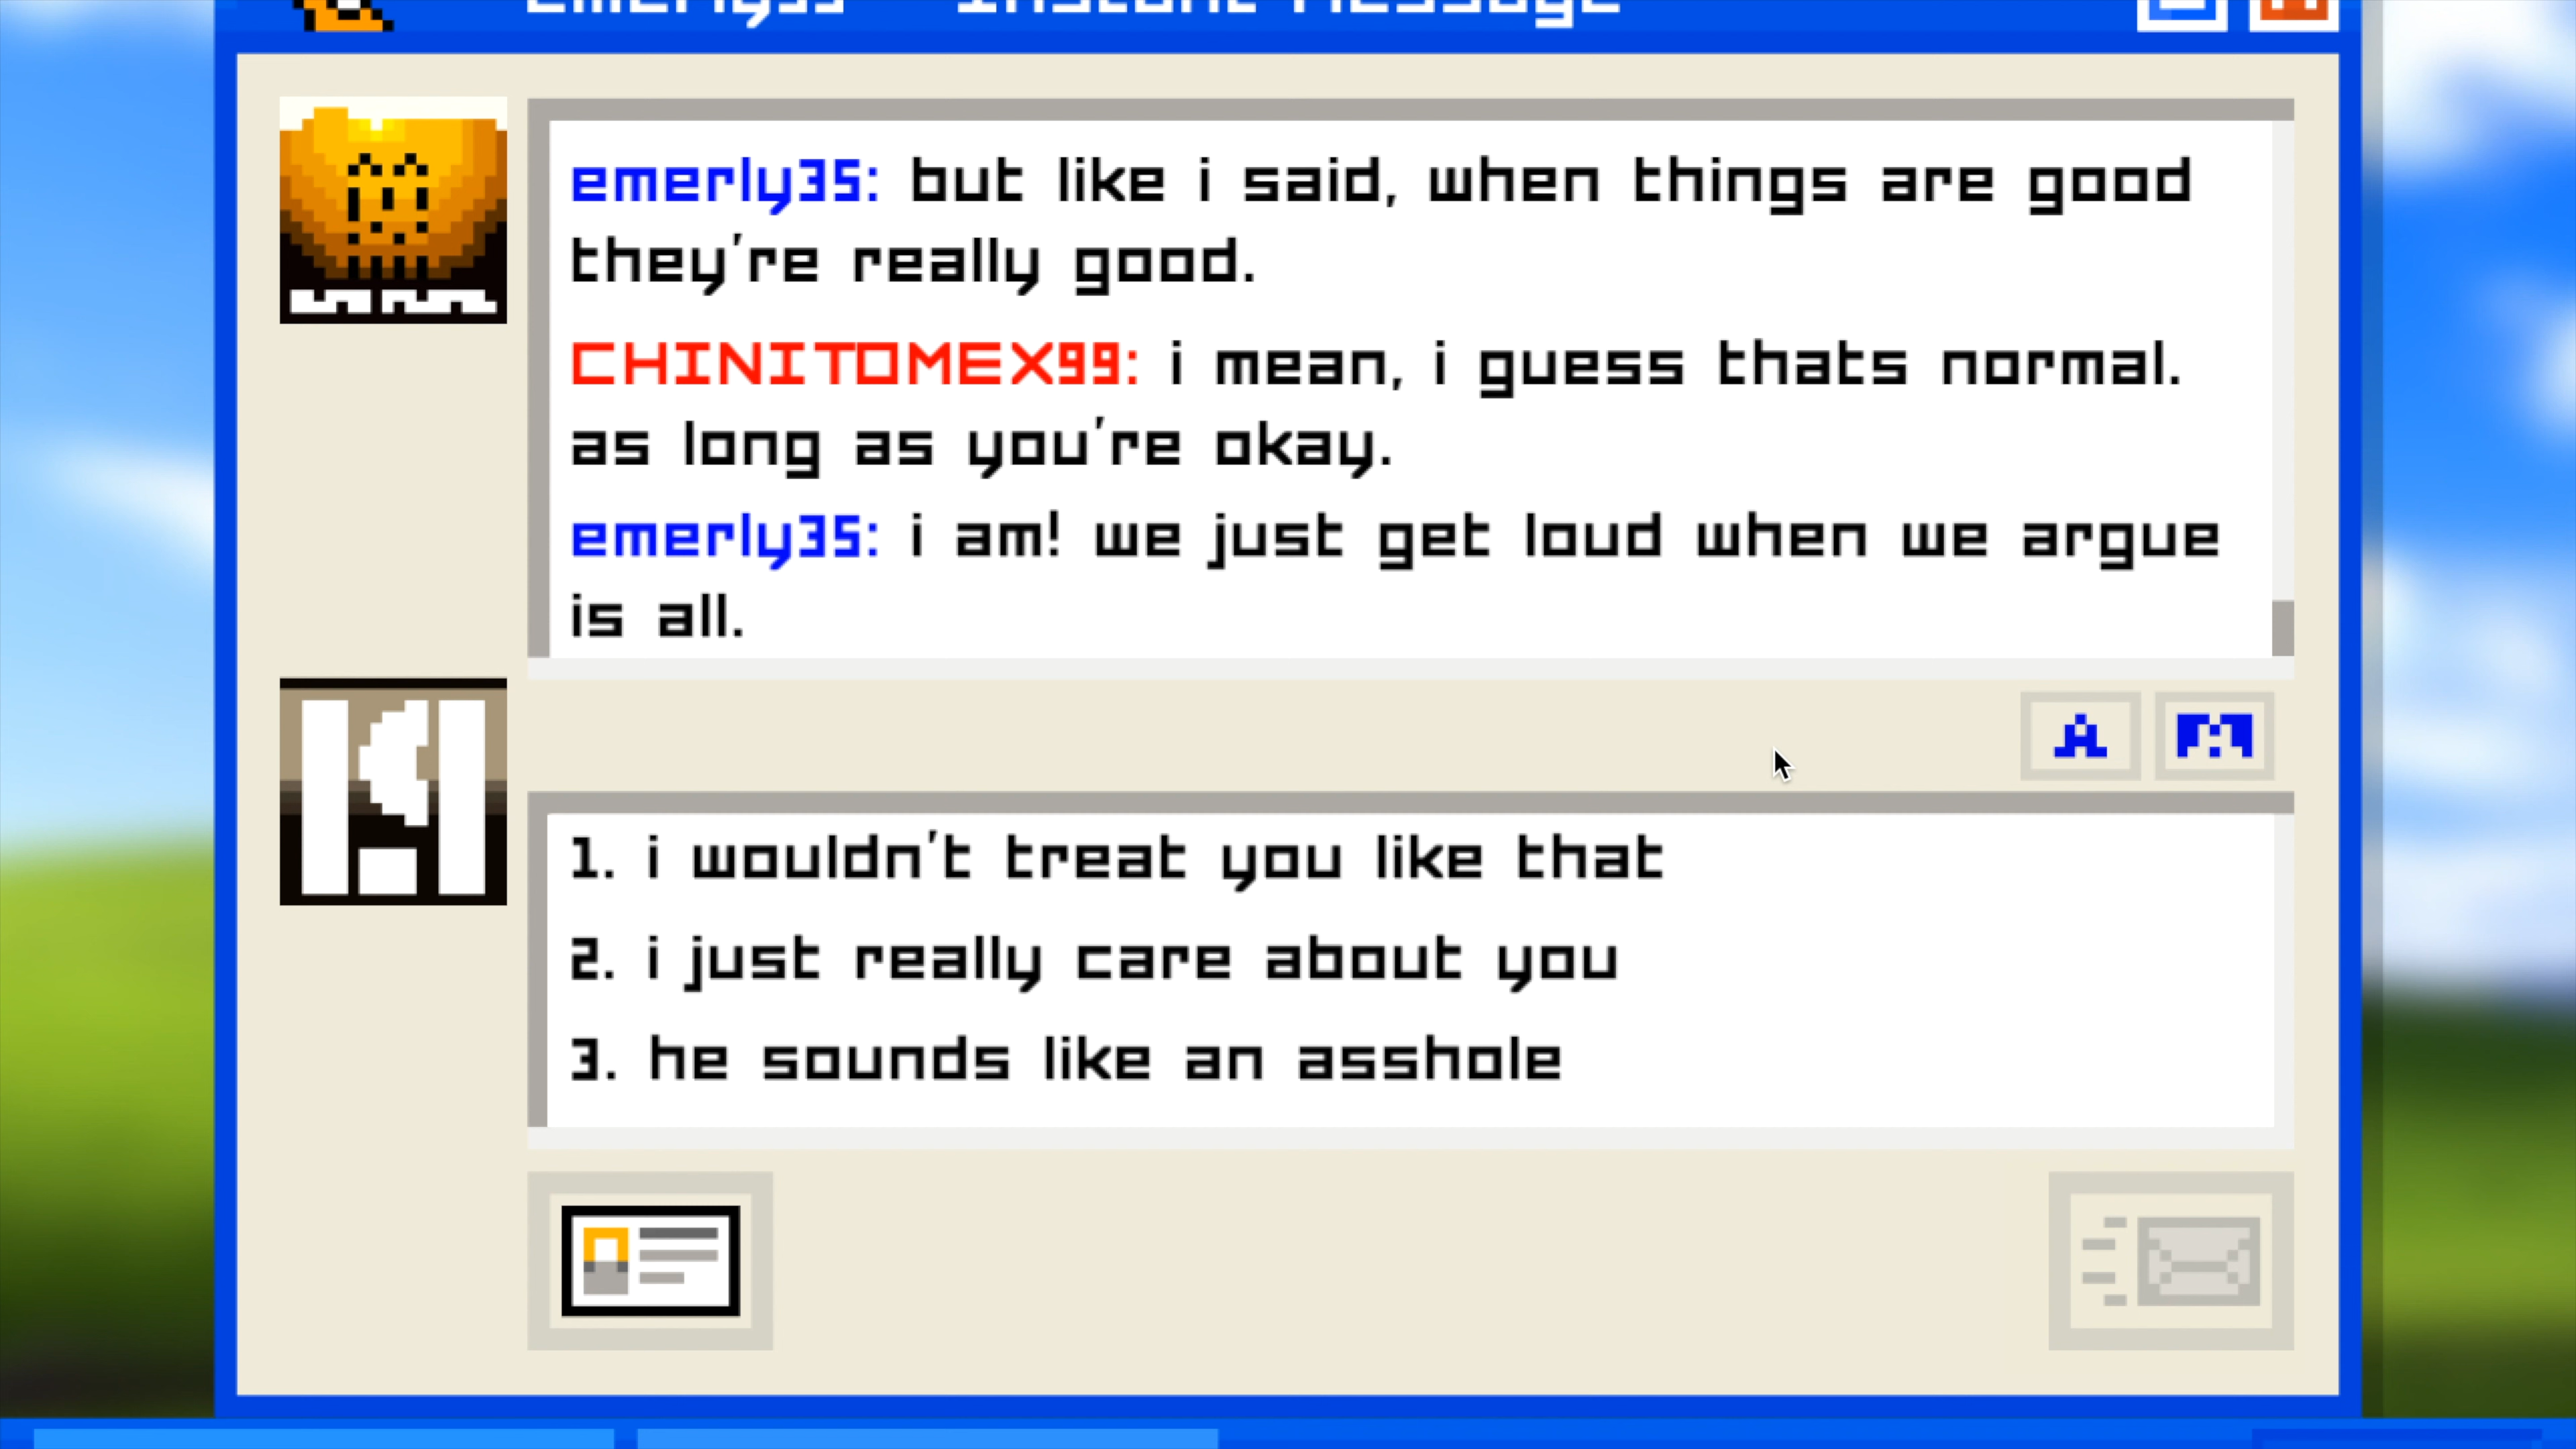 emerly35: but like i said, when things are good
they're really good.
CHINITOMEX99: i mean, i guess thats normal.
as long as you're okay.
emerly35: i am! we just get loud when we argue
is all.
A
1. i wouldn't treat you like that
2. i just really care about you
3. he sounds like an asshole